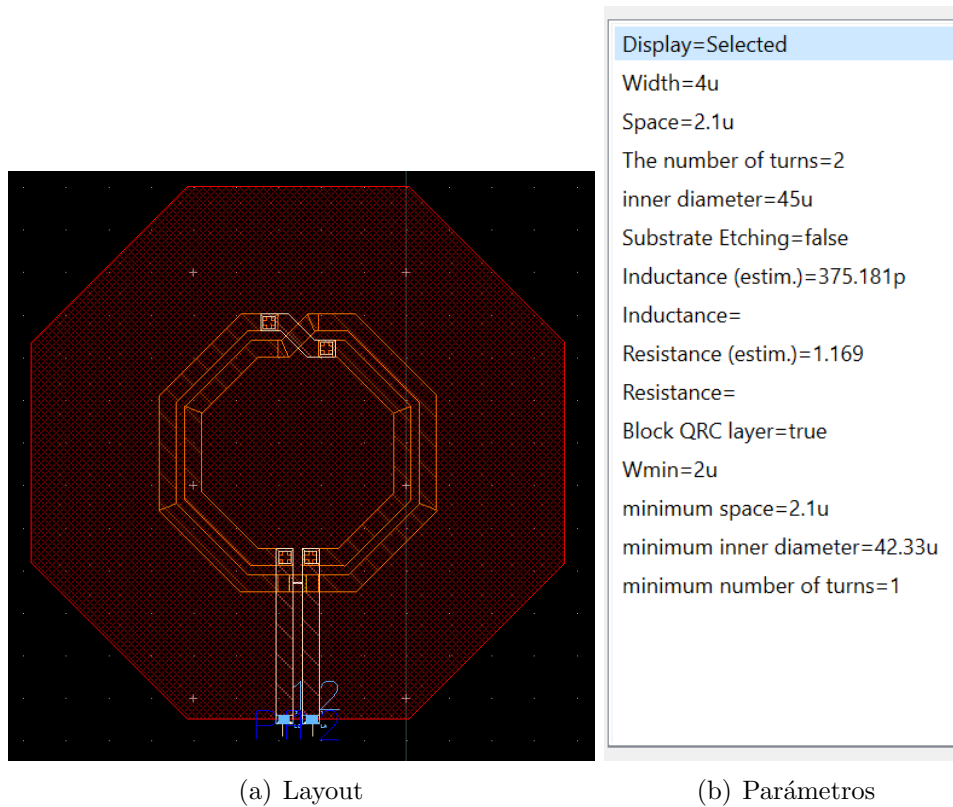 Display=Selected
Width=4u
Space=2.1u
The number of turns=2
inner diameter=45u
Substrate Etching=false
Inductance (estim.)=375.181p
Inductance=
Resistance (estim.)=1.169
Resistance=
Block QRC layer=true
Wmin=2u
minimum space=2.1u
minimum inner diameter=42.33u
minimum number of turns=1
1 2
(a) Layout
(b) Parámetros